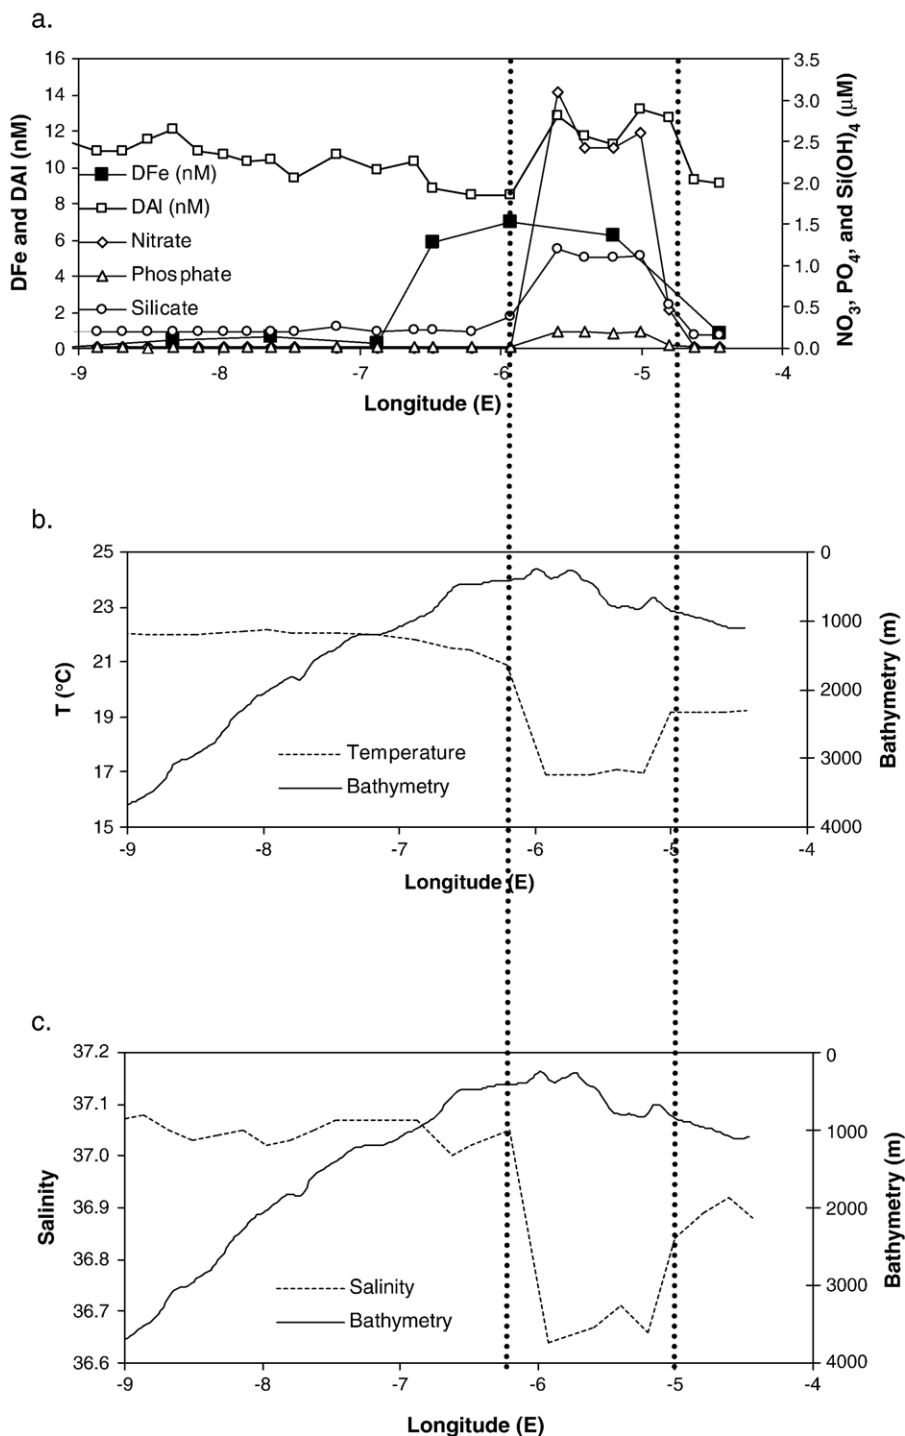 a.
16
14
12
11
10
8
6
4
2
0
DFe and DAl (nM)
DFe (nM)
DAl (nM)
Nitrate
Phosphate
Silicate
3.5
3.0
2.5
2.0
1.5
1.0
0.5
0.0
NO3, PO4, and Si(OH)4 (µM)
-9 -8 -7 -6 -5 -4
Longitude (E)
b.
25
23
21
19
17
15
T (°C)
Temperature
Bathymetry
0
1000
2000
3000
4000
Bathymetry (m)
-9 -8 -7 -6 -5 -4
Longitude (E)
c.
37.2
37.1
37.0
36.9
36.8
36.7
36.6
Salinity
Salinity
Bathymetry
0
1000
2000
3000
4000
Bathymetry (m)
-9 -8 -7 -6 -5 -4
Longitude (E)